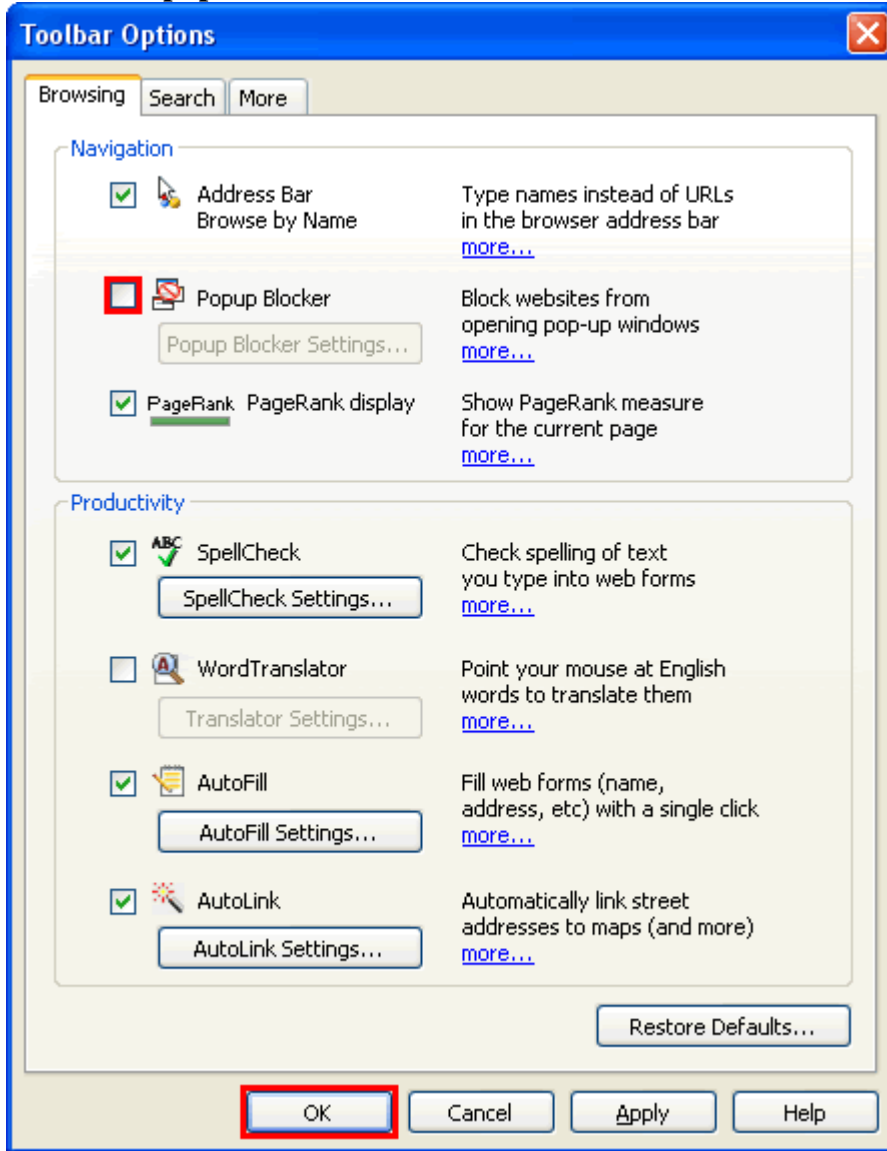 Toolbar Options
Browsing Search More
Navigation
Address Bar
Browse by Name
Type names instead of URLs
in the browser address bar
more...
Popup Blocker
Popup Blocker Settings...
Block websites from
opening pop-up windows
more...
PageRank PageRank display
Show PageRank measure
for the current page
more...
Productivity
ABC SpellCheck
SpellCheck Settings...
Check spelling of text
you type into web forms
more...
WordTranslator
Translator Settings...
Point your mouse at English
words to translate them
more...
AutoFill
AutoFill Settings...
Fill web forms (name,
address, etc) with a single click
more...
AutoLink
AutoLink Settings...
Automatically link street
addresses to maps (and more)
more...
Restore Defaults...
OK Cancel Apply Help